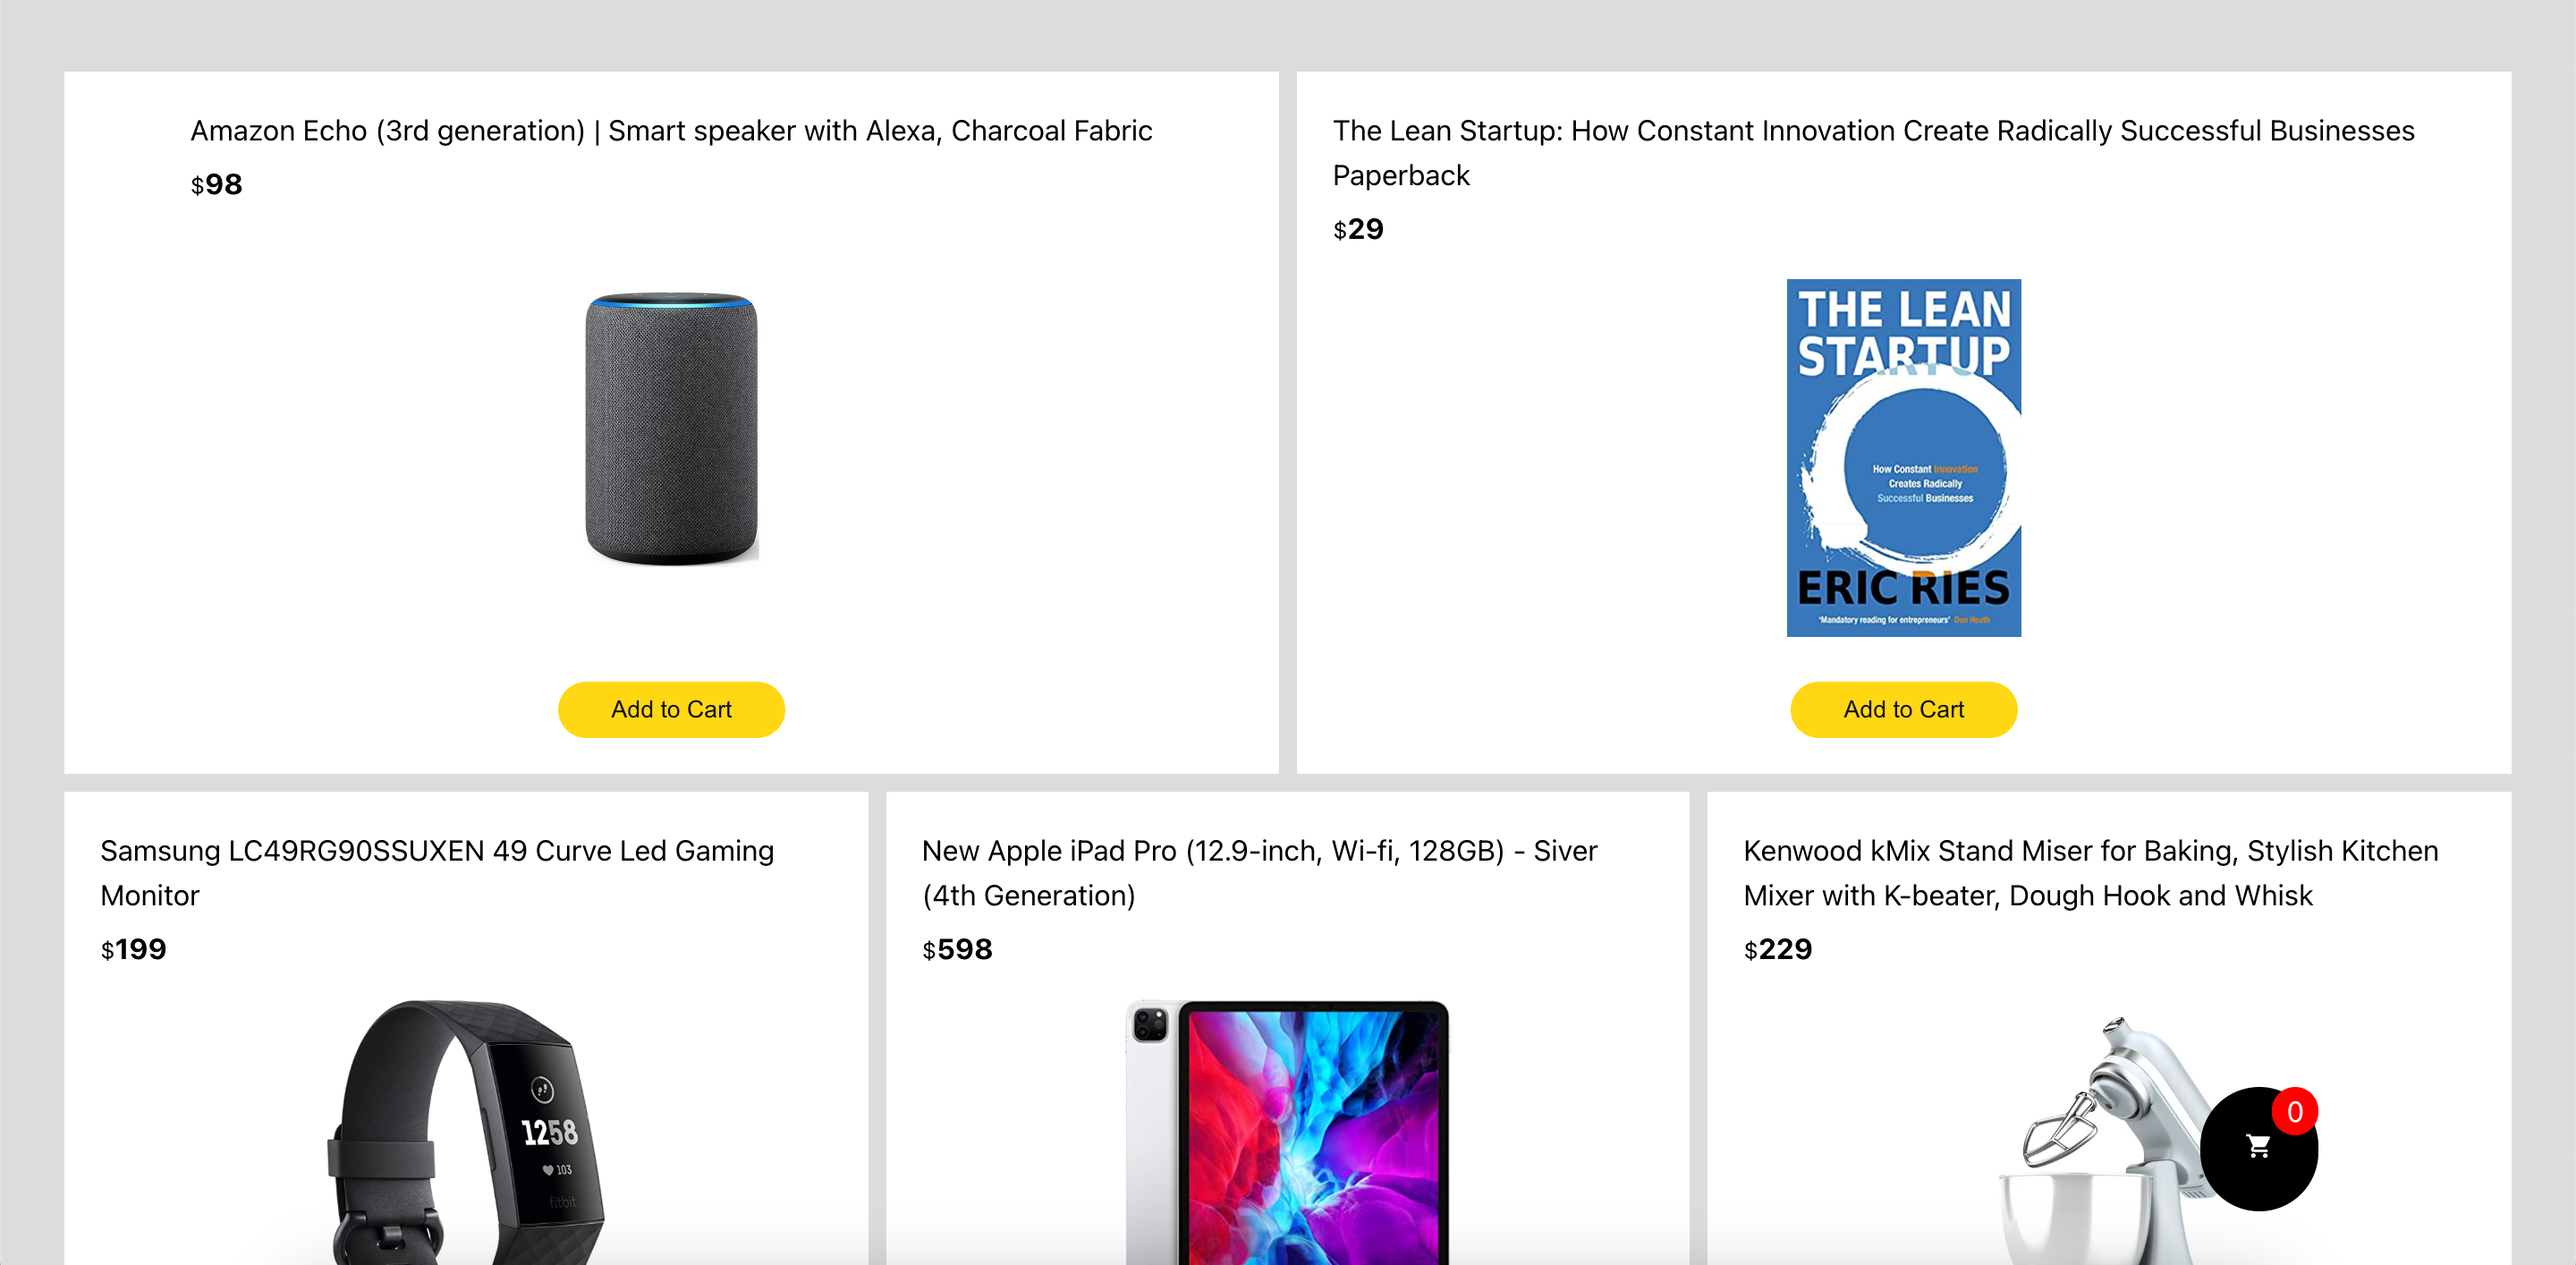 Amazon Echo (3rd generation) | Smart speaker with Alexa, Charcoal Fabric
$98
The Lean Startup: How Constant Innovation Create Radically Successful Businesses
Paperback
$29
THE LEAN
STARTUP
How Constant Innovation
Creates Radically
Successful Businesses
ERIC RIES
'Mandatory reading for entrepreneurs' Dan Heath
Add to Cart
Add to Cart
Samsung LC49RG90SSUXEN 49 Curve Led Gaming
Monitor
$199
1258
103
fitbit
New Apple iPad Pro (12.9-inch, Wi-fi, 128GB) - Siver
(4th Generation)
$598
Kenwood kMix Stand Miser for Baking, Stylish Kitchen
Mixer with K-beater, Dough Hook and Whisk
$229
0